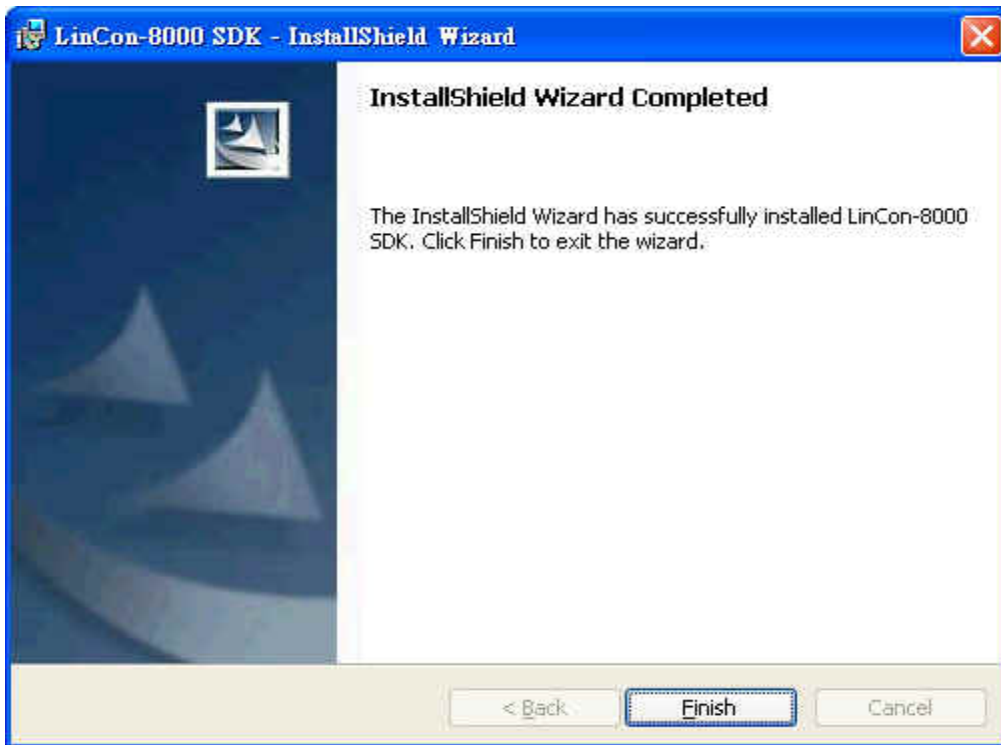 LinCon-8000 SDK - InstallShield Wizard
InstallShield Wizard Completed
The InstallShield Wizard has successfully installed LinCon-8000
SDK. Click Finish to exit the wizard.
< Back Finish Cancel